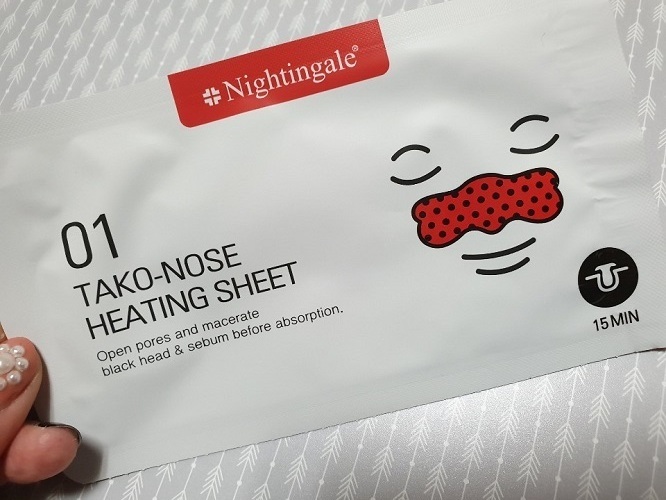 Nightingale®
01
TAKO-NOSE
HEATING SHEET
Open pores and macerate
black head & sebum before absorption.
15 MIN